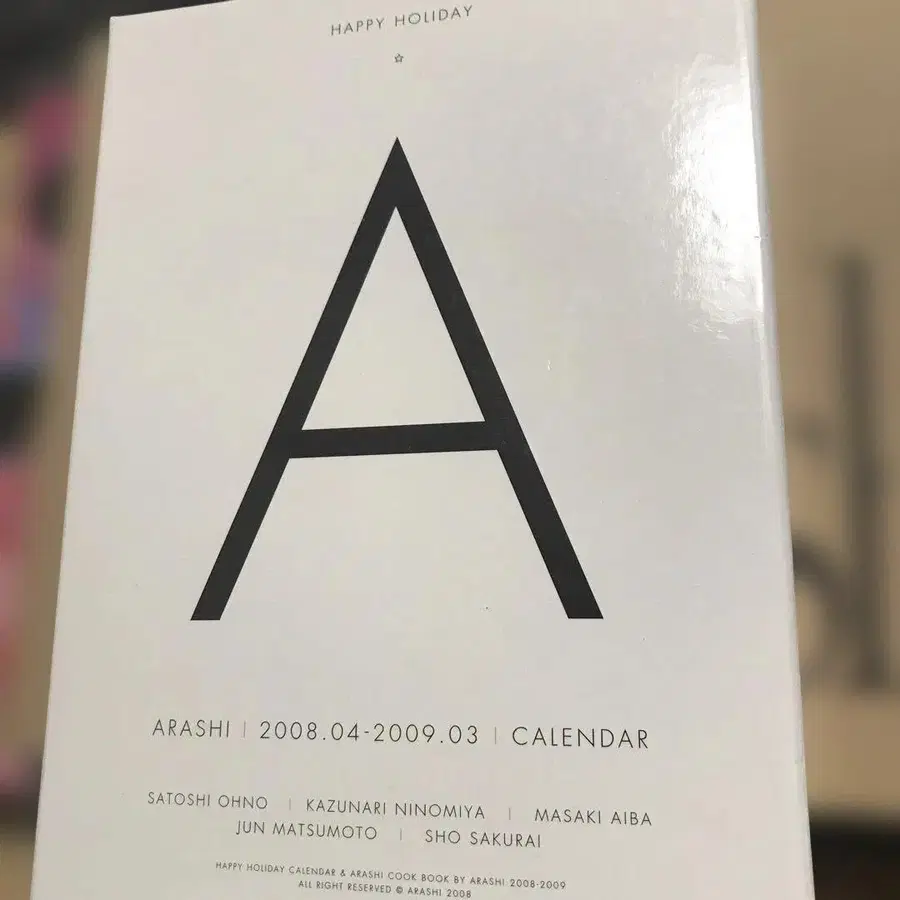 HAPPY HOLIDAY
A
ARASHI | 2008.04-2009.03 | CALENDAR
SATOSHI OHNO | KAZUNARI NINOMIYA | MASAKI AIBA
JUN MATSUMOTO | SHO SAKURAI
HAPPY HOLIDAY CALENDAR & ARASHI COOK BOOK BY ARASHI 2008-2009
ALL RIGHT RESERVED © ARASHI 2008